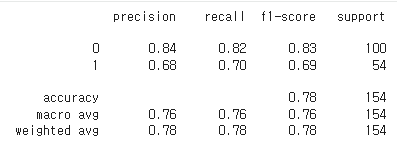 precision recall f1-score support
0 0.84 0.82 0.83 100
1 0.68 0.70 0.69 54
accuracy 0.78 154
macro avg 0.76 0.76 0.76 154
weighted avg 0.78 0.78 0.78 154